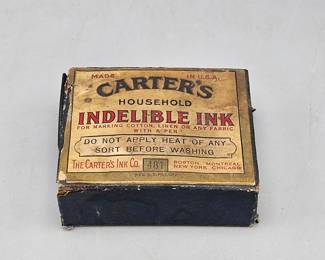 MADE IN U.S.A.
CARTER'S
HOUSEHOLD
INDELIBLE INK
FOR MARKING COTTON, LINEN OR ANY FABRIC
WITH A PEN
DO NOT APPLY HEAT OF ANY
SORT BEFORE WASHING
THE CARTER'S INK CO. 481 BOSTON MONTREAL
NEW YORK CHICAGO